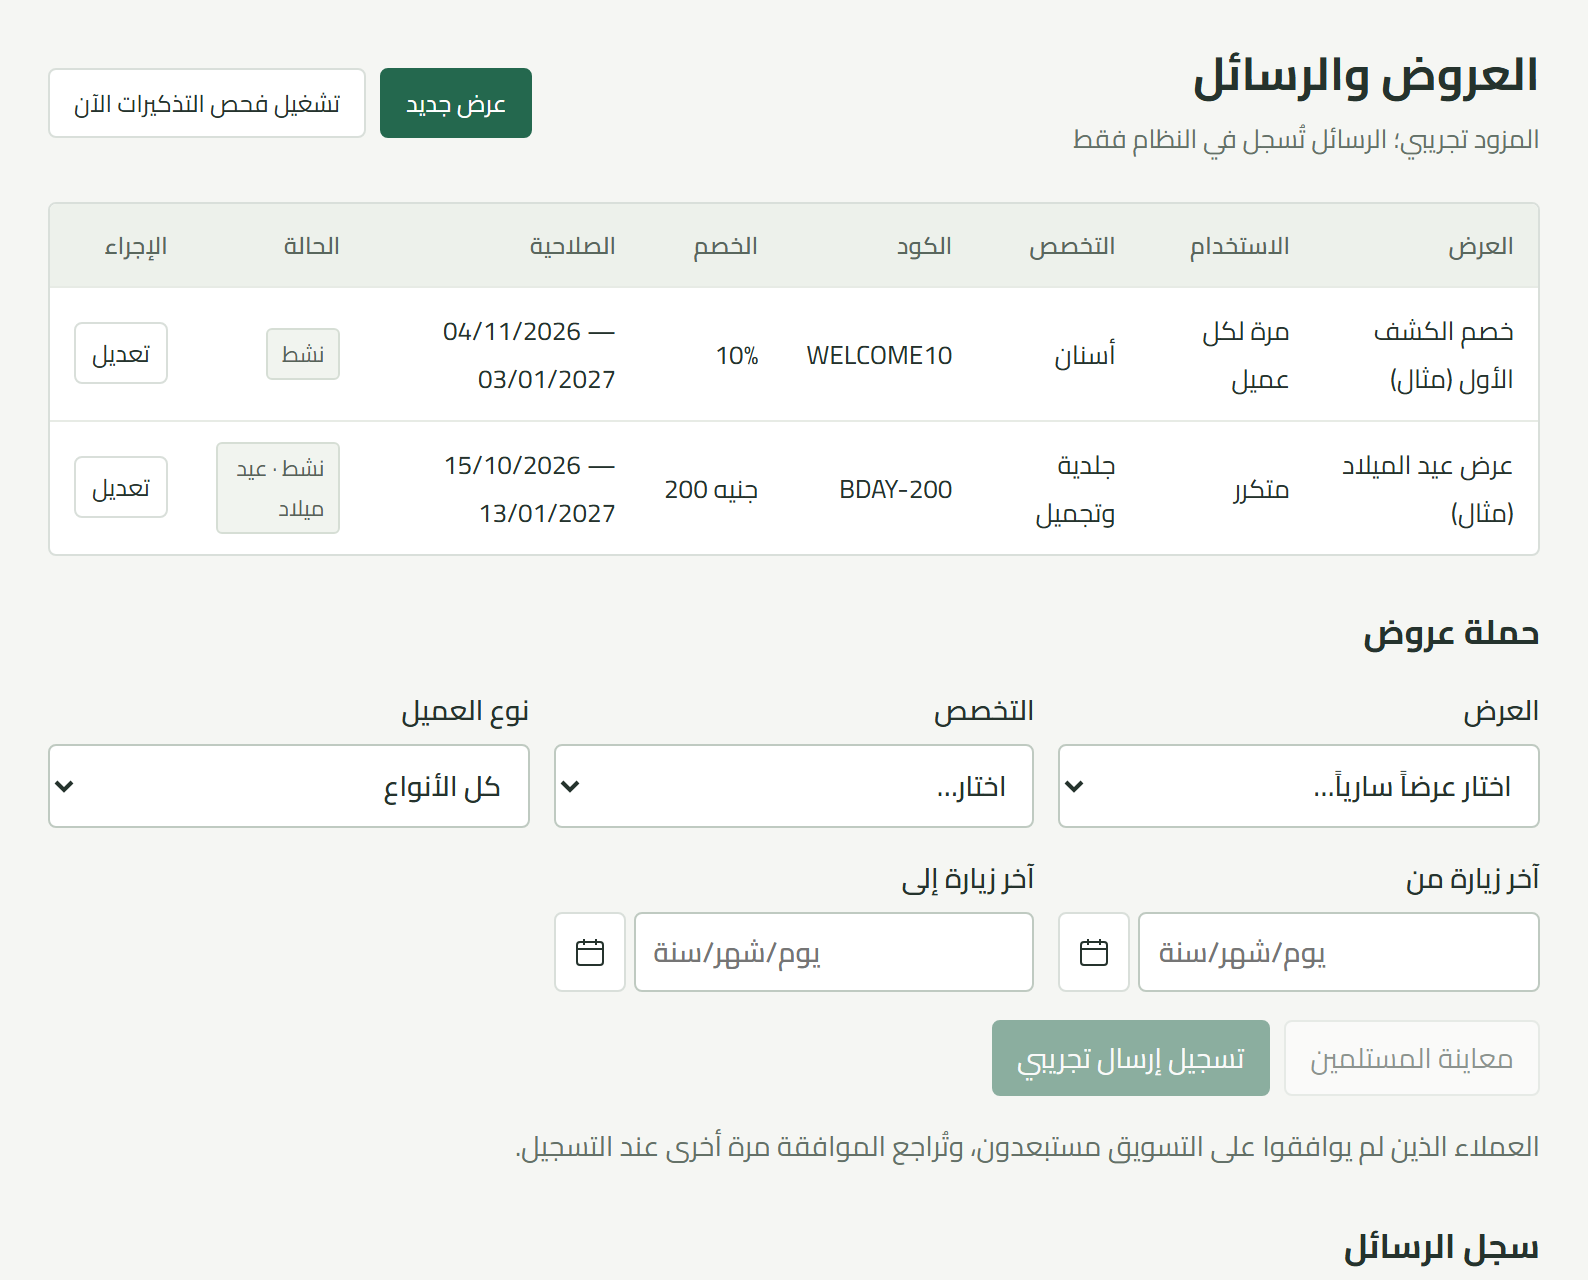 العروض والرسائل
المزود تجريبي؛ الرسائل تُسجل في النظام فقط
عرض جديد
تشغيل فحص التذكيرات الآن
العرض الاستخدام التخصص الكود الخصم الصلاحية الحالة الإجراء
خصم الكشف الأول (مثال) مرة لكل عميل أسنان WELCOME10 10% 04/11/2026 — 03/01/2027 نشط تعديل
عرض عيد الميلاد (مثال) متكرر جلدية وتجميل BDAY-200 200 جنيه 15/10/2026 — 13/01/2027 نشط · عيد ميلاد تعديل
حملة عروض
العرض التخصص نوع العميل
اختار عرضاً سارياً... اختار... كل الأنواع
آخر زيارة من آخر زيارة إلى
يوم/شهر/سنة يوم/شهر/سنة
معاينة المستلمين تسجيل إرسال تجريبي
العملاء الذين لم يوافقوا على التسويق مستبعدون، وتُراجع الموافقة مرة أخرى عند التسجيل.
سجل الرسائل